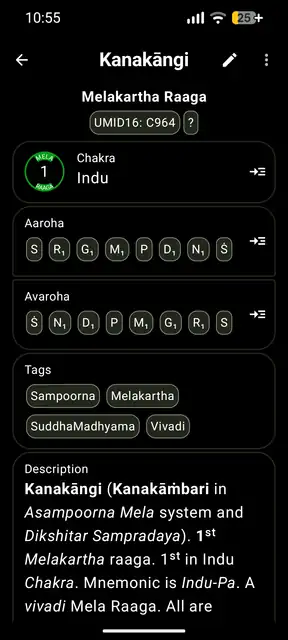 10:55
25+
Kanakāngi
Melakartha Raaga
UMID16: C964 ?
MELA
1
RAAGA
Chakra
Indu
Aaroha
S R₁ G₁ M₁ P D₁ N₁ Ṡ
Avaroha
Ṡ N₁ D₁ P M₁ G₁ R₁ S
Tags
Sampoorna Melakartha
SuddhaMadhyama Vivadi
Description
Kanakāngi (Kanakāṁbari in
Asampoorna Mela system and
Dikshitar Sampradaya). 1ˢᵗ
Melakartha raaga. 1ˢᵗ in Indu
Chakra. Mnemonic is Indu-Pa. A
vivadi Mela Raaga. All are